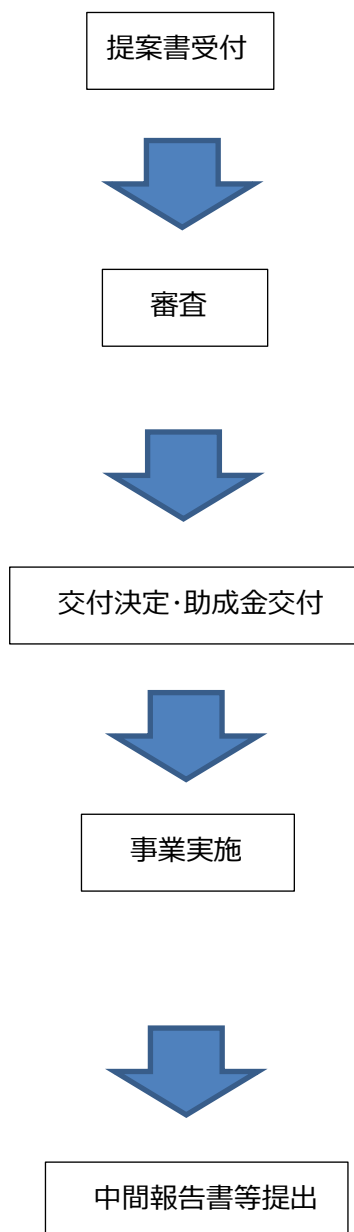 提案書受付
審査
交付決定・助成金交付
事業実施
中間報告書等提出